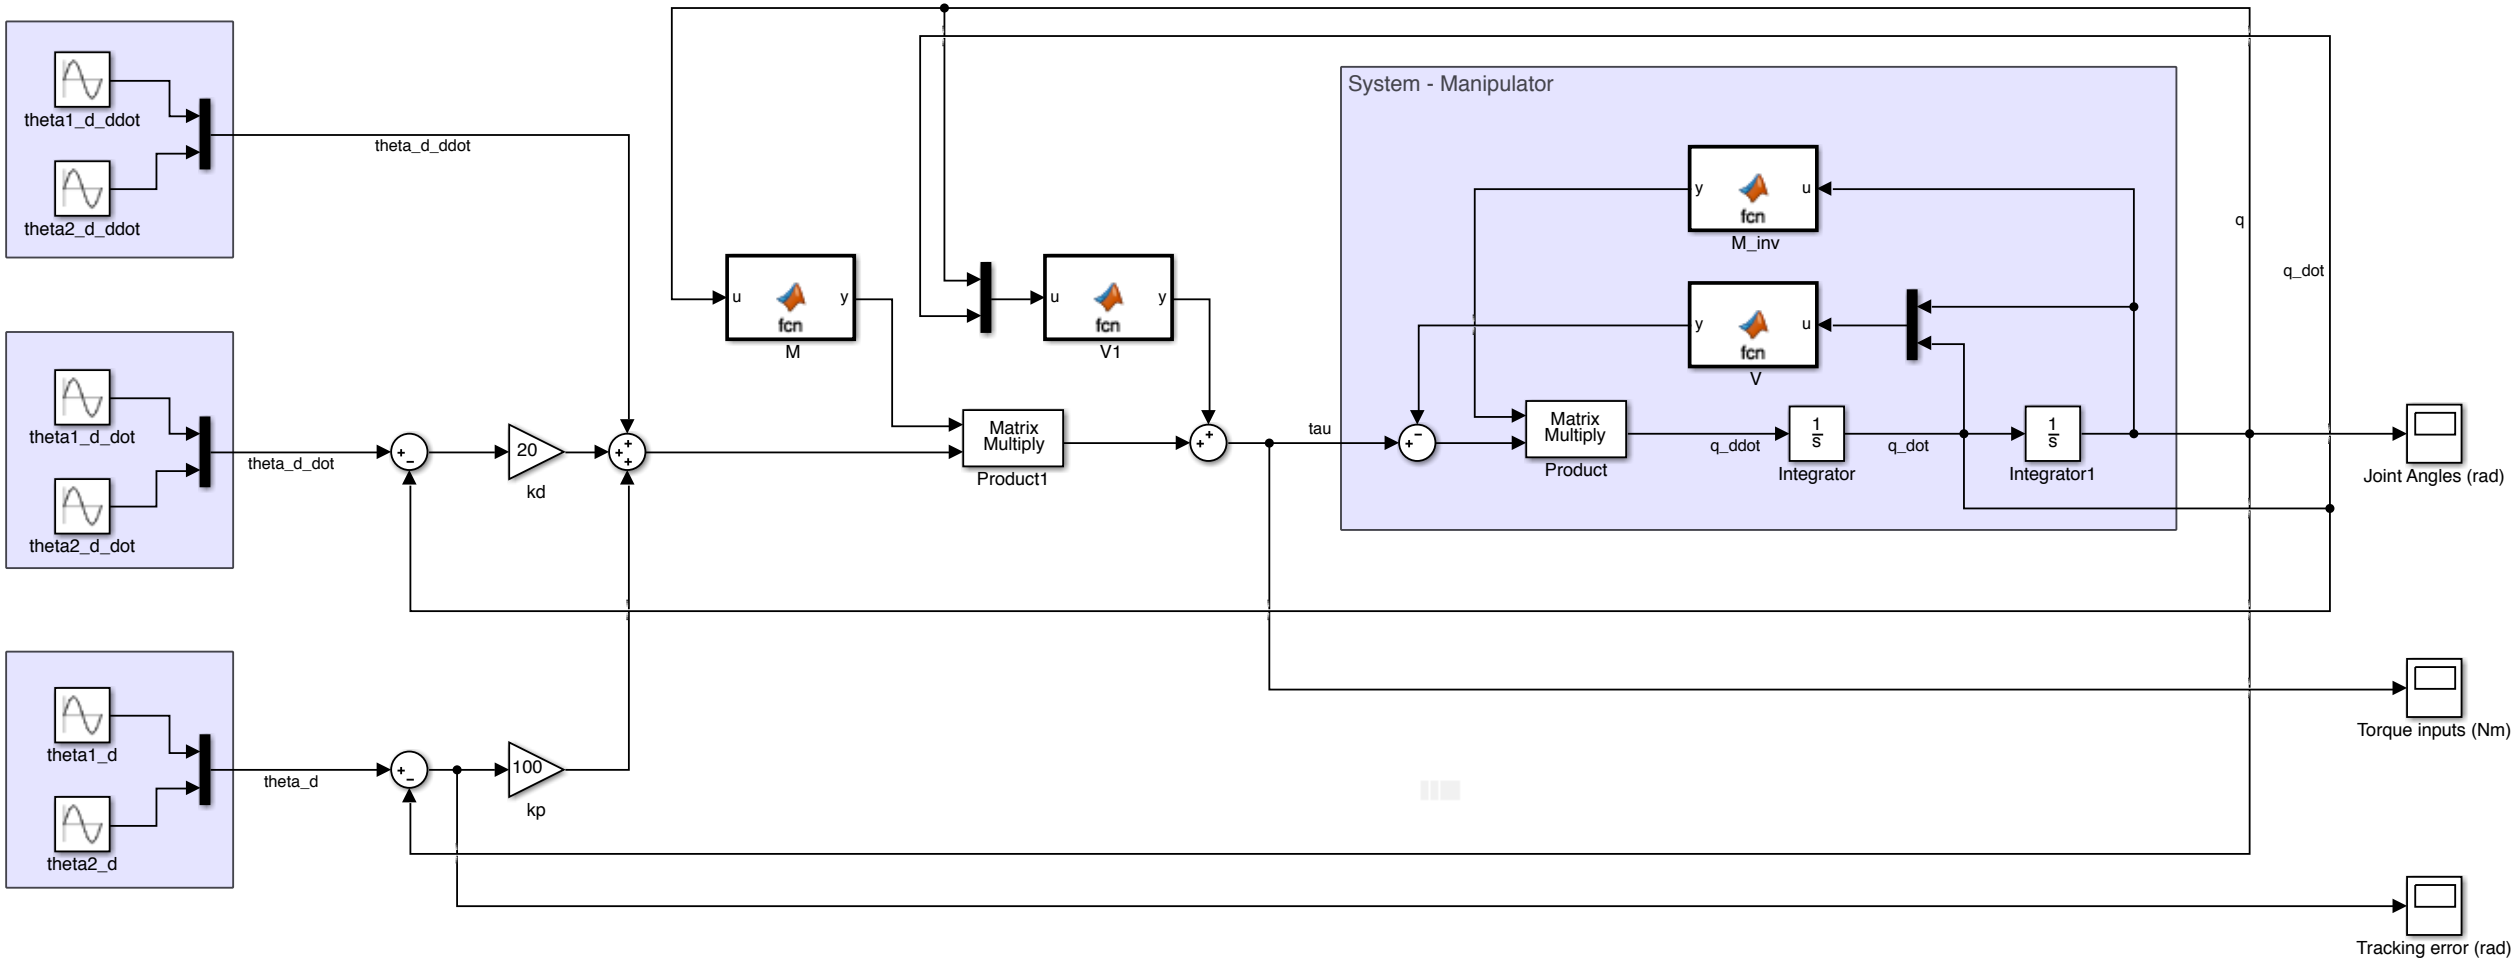 System - Manipulator
theta1_d_ddot
theta2_d_ddot
theta_d_ddot
u
fcn
y
M
u
fcn
y
V1
y
fcn
u
M_inv
y
fcn
u
V
q
q_dot
theta1_d_dot
theta2_d_dot
theta_d_dot
+
-
20
kd
+
+
+
Matrix
Multiply
Product1
+
+
tau
+
-
Matrix
Multiply
Product
q_ddot
1
s
Integrator
q_dot
1
s
Integrator1
Joint Angles (rad)
Torque inputs (Nm)
theta1_d
theta2_d
theta_d
+
-
100
kp
Tracking error (rad)